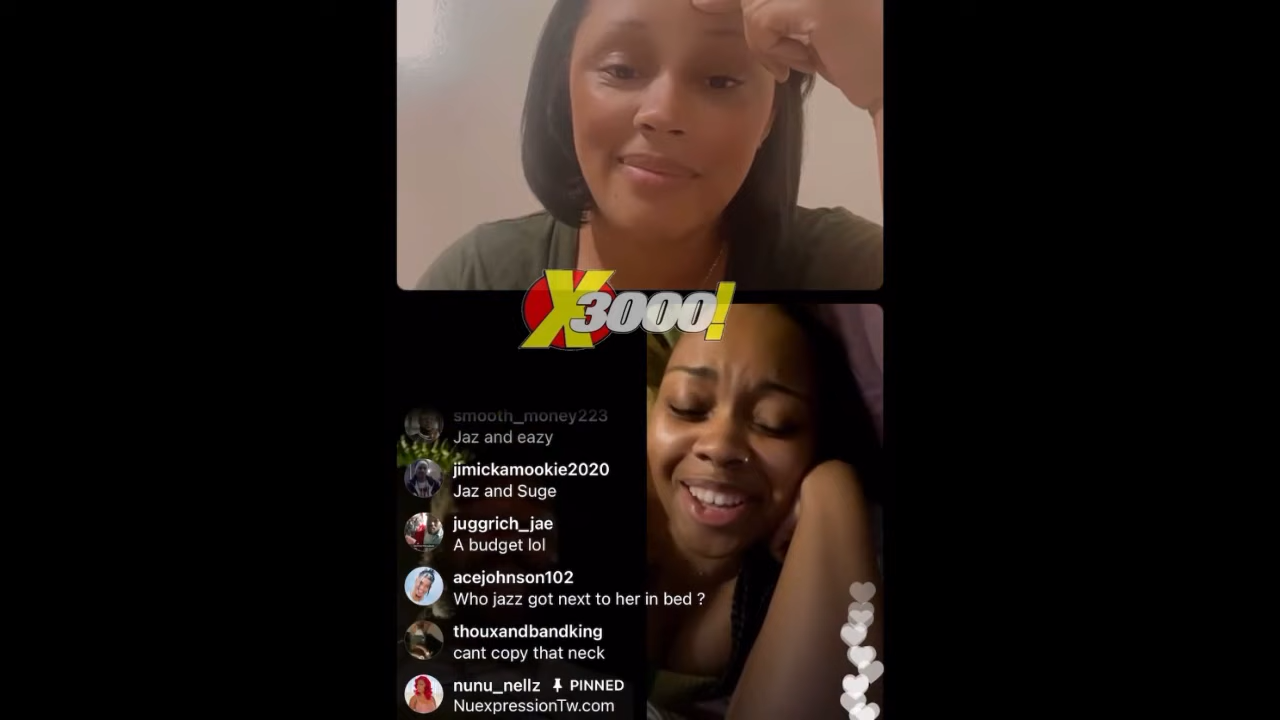 X3000!
smooth_money223
Jaz and eazy
jimickamookie2020
Jaz and Suge
juggrich_jae
A budget lol
acejohnson102
Who jazz got next to her in bed ?
thouxandbandking
cant copy that neck
nunu_nellz PINNED
NuexpressionTw.com